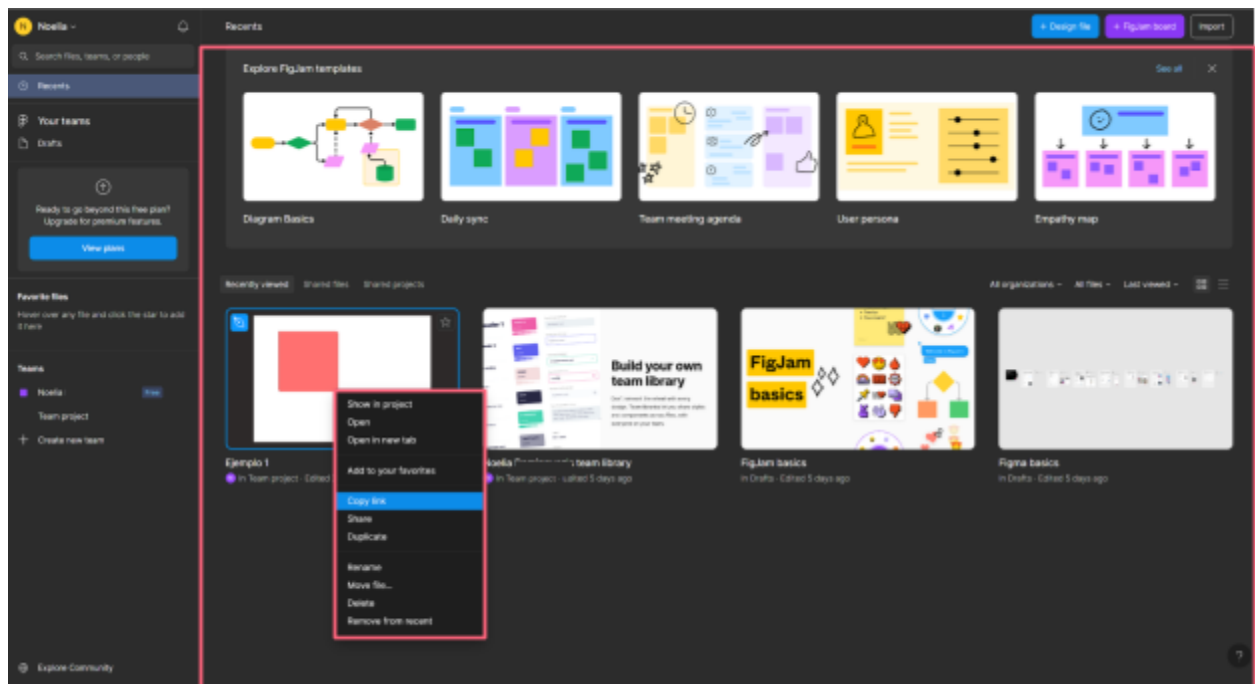 N Noelia
Search files, teams, or people
Recents
Your teams
Drafts
Ready to go beyond this free plan?
Upgrade for premium features.
View plans
Favorite files
Hover over any file and click the star to add
it here
Teams
Noelia
Free
Team project
Create new team
Explore Community
Recents
+ Design file
+ FigJam board
Import
Explore FigJam templates
See all
Diagram Basics
Daily sync
Team meeting agenda
User persona
Empathy map
Recently viewed
Shared files
Shared projects
All organizations
All files
Last viewed
Ejemplo 1
In Team project · Edited
Show in project
Open
Open in new tab
Add to your favorites
Copy link
Share
Duplicate
Rename
Move file...
Delete
Remove from recent
Build your own
team library
Noelia
's team library
In Team project · Edited 5 days ago
FigJam
basics
FigJam basics
In Drafts · Edited 5 days ago
Figma basics
In Drafts · Edited 5 days ago
?